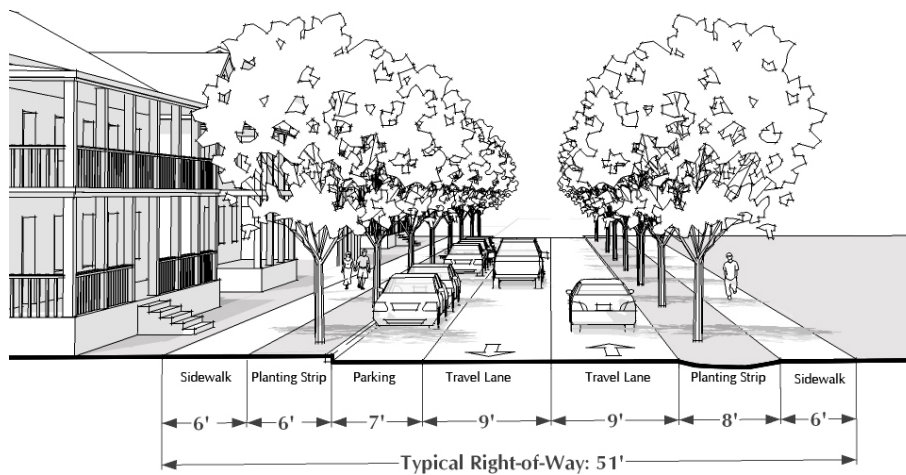 Sidewalk Planting Strip Parking Travel Lane Travel Lane Planting Strip Sidewalk
6' 6' 7' 9' 9' 8' 6'
Typical Right-of-Way: 51'